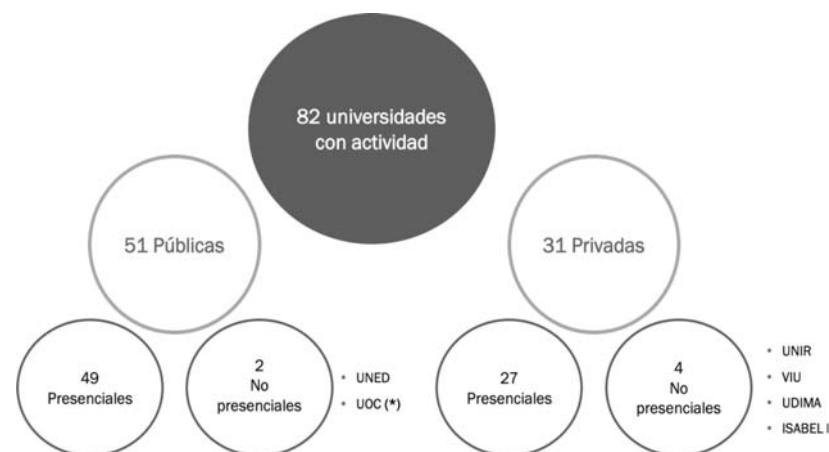 82 universidades
con actividad
51 Públicas
31 Privadas
49
Presenciales
2
No
presenciales
• UNED
• UOC (*)
27
Presenciales
4
No
presenciales
• UNIR
• VIU
• UDIMA
• ISABEL I